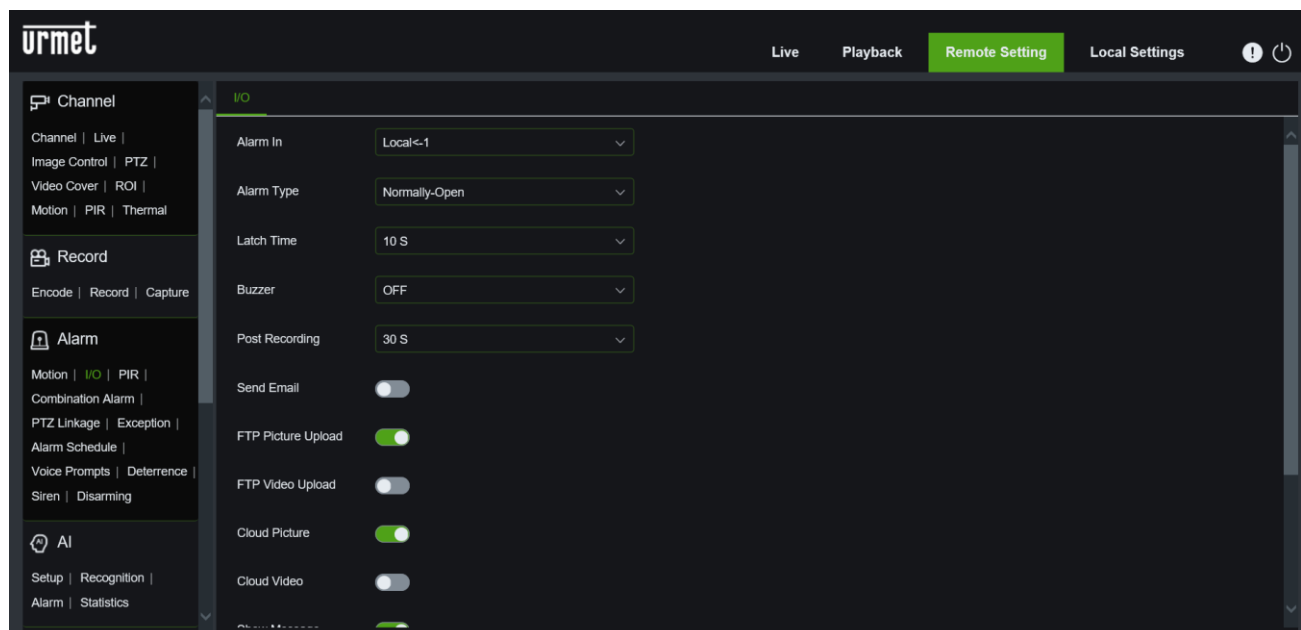 urmet
Live Playback Remote Setting Local Settings
Channel
Channel | Live |
Image Control | PTZ |
Video Cover | ROI |
Motion | PIR | Thermal
Record
Encode | Record | Capture
Alarm
Motion | I/O | PIR |
Combination Alarm |
PTZ Linkage | Exception |
Alarm Schedule |
Voice Prompts | Deterrence |
Siren | Disarming
AI
Setup | Recognition |
Alarm | Statistics
I/O
Alarm In Local<-1
Alarm Type Normally-Open
Latch Time 10 S
Buzzer OFF
Post Recording 30 S
Send Email
FTP Picture Upload
FTP Video Upload
Cloud Picture
Cloud Video
Show Message